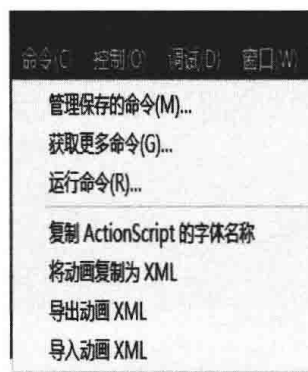 命令(C) 控制(O) 调试(D) 窗口(W)
管理保存的命令(M)...
获取更多命令(G)...
运行命令(R)...
复制 ActionScript 的字体名称
将动画复制为 XML
导出动画 XML
导入动画 XML